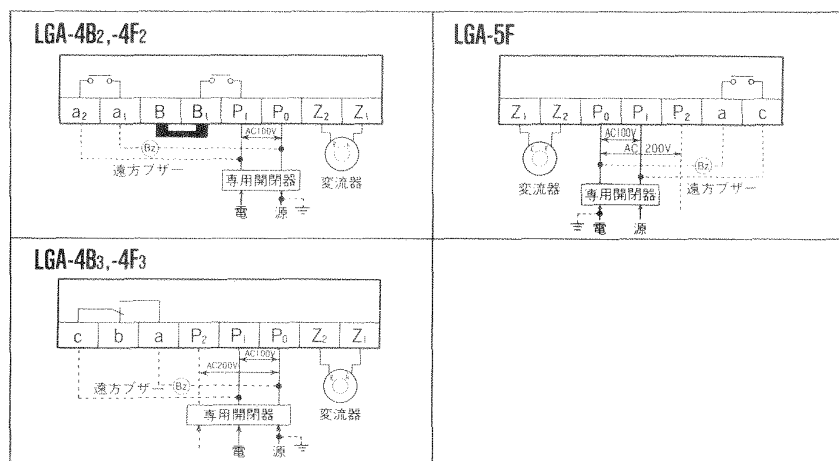 LGA-4B₂,-4F₂
a₂ a₁ B B₁ P₁ P₀ Z₂ Z₁
AC100V
Bz
遠方ブザー
専用開閉器
変流器
電 源
LGA-5F
Z₁ Z₂ P₀ P₁ P₂ a c
AC100V
AC 200V
Bz
変流器
遠方ブザー
専用開閉器
電 源
LGA-4B₃,-4F₃
c b a P₂ P₁ P₀ Z₂ Z₁
AC100V
AC200V
遠方ブザー Bz
専用開閉器
変流器
電 源